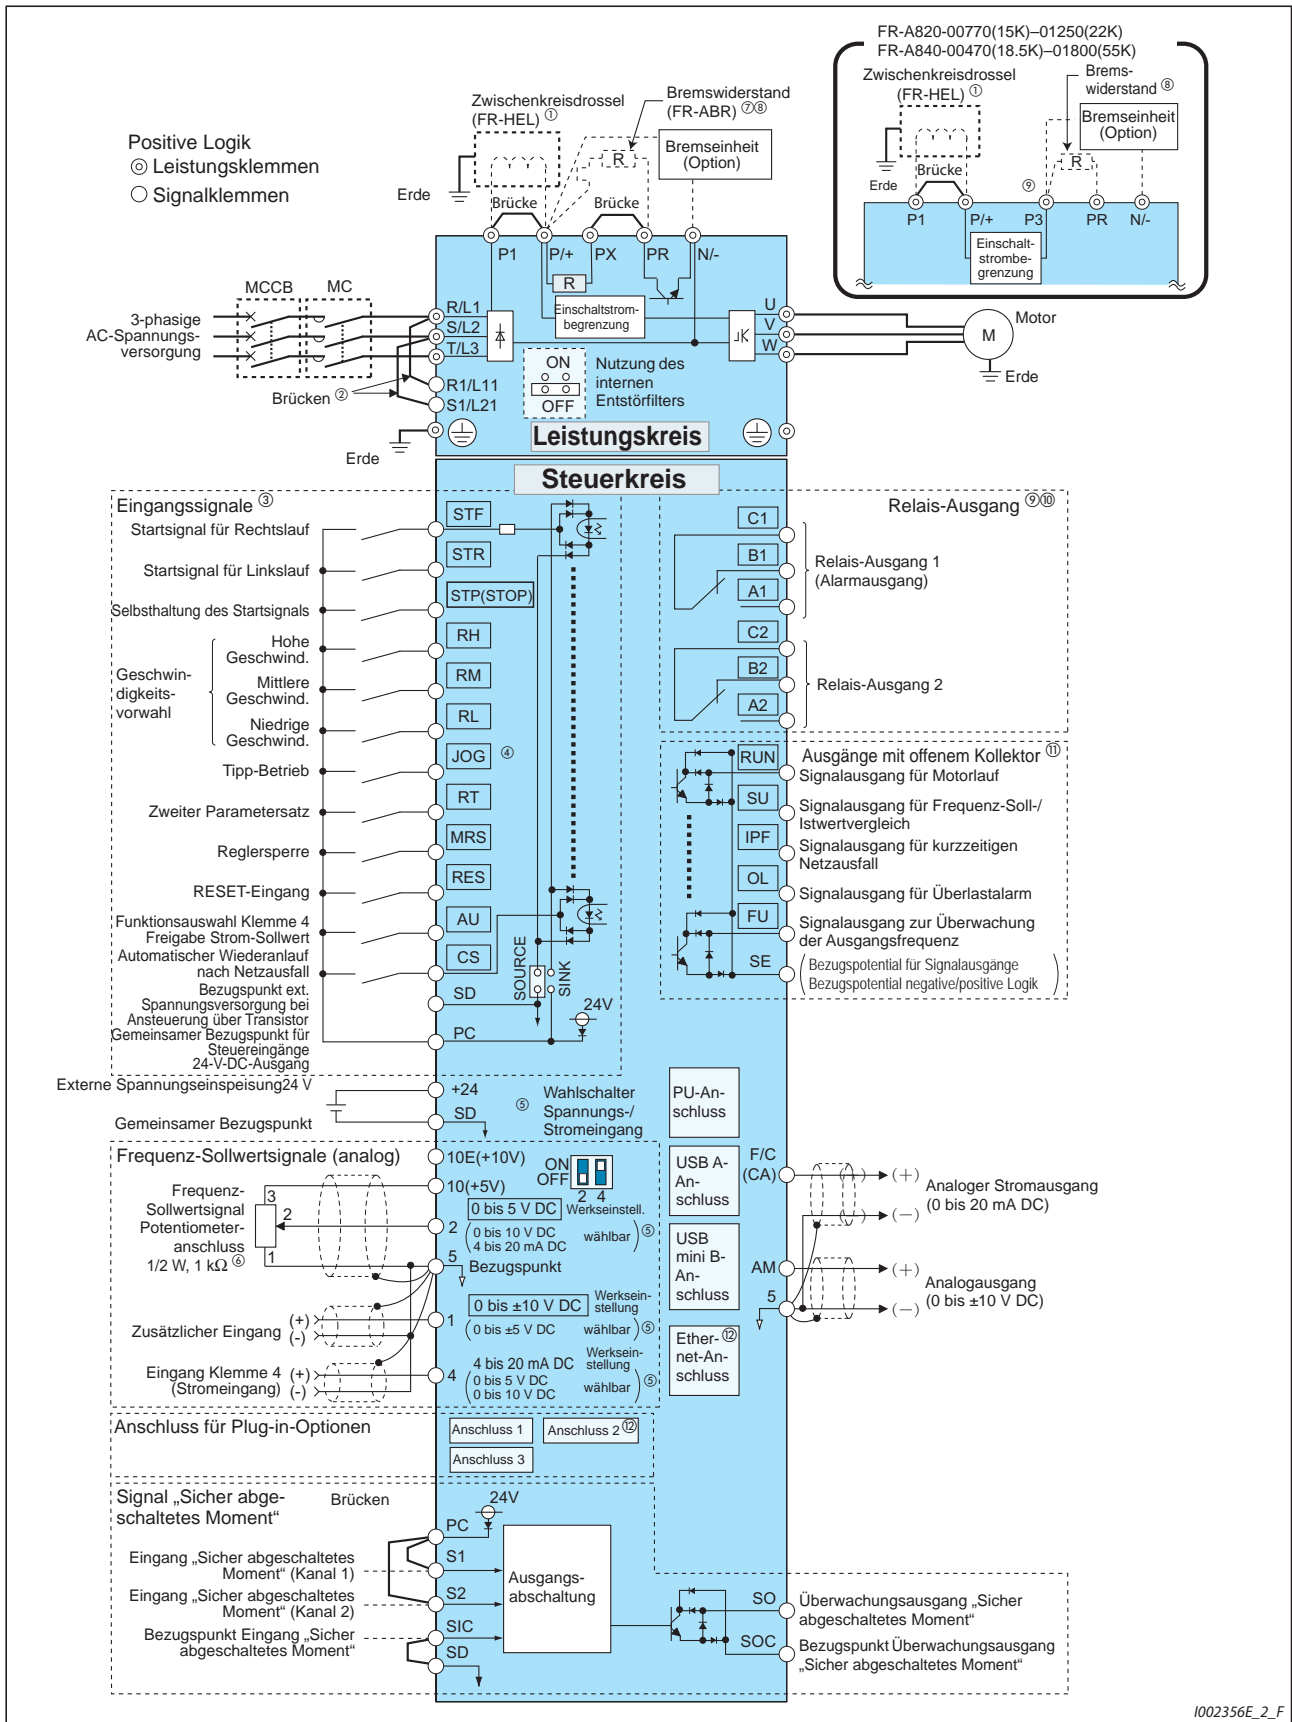 FR-A820-00770(15K)–01250(22K)
FR-A840-00470(18.5K)–01800(55K)
Zwischenkreisdrossel
(FR-HEL) ①
Brems-
widerstand ⑧
Bremseinheit
(Option)
R
Erde
Brücke
⑨
P1
P/+
P3
PR
N/-
Einschalt-
strombe-
grenzung
Positive Logik
Leistungsklemmen
Signalklemmen
Zwischenkreisdrossel
(FR-HEL) ①
Bremswiderstand
(FR-ABR) ⑦⑧
Bremseinheit
(Option)
R
Erde
Brücke
Brücke
P1
P/+
PX
PR
N/-
R
Einschaltstrom-
begrenzung
MCCB
MC
3-phasige
AC-Spannungs-
versorgung
R/L1
S/L2
T/L3
R1/L11
S1/L21
Brücken ②
Erde
U
V
W
Motor
M
Erde
ON
OFF
Nutzung des
internen
Entstörfilters
Leistungskreis
Steuerkreis
Eingangssignale ③
Startsignal für Rechtslauf
STF
Startsignal für Linkslauf
STR
Selbsthaltung des Startsignals
STP(STOP)
Geschwin-
digkeits-
vorwahl
Hohe
Geschwind.
RH
Mittlere
Geschwind.
RM
Niedrige
Geschwind.
RL
Tipp-Betrieb
JOG ④
Zweiter Parametersatz
RT
Reglersperre
MRS
RESET-Eingang
RES
Funktionsauswahl Klemme 4
Freigabe Strom-Sollwert
AU
Automatischer Wiederanlauf
nach Netzausfall
CS
Bezugspunkt ext.
Spannungsversorgung bei
Ansteuerung über Transistor
SD
Gemeinsamer Bezugspunkt für
Steuereingänge
24-V-DC-Ausgang
PC
SOURCE
SINK
24V
Relais-Ausgang ⑨⑩
C1
B1
A1
Relais-Ausgang 1
(Alarmausgang)
C2
B2
A2
Relais-Ausgang 2
Ausgänge mit offenem Kollektor ⑪
RUN
Signalausgang für Motorlauf
SU
Signalausgang für Frequenz-Soll-/
Istwertvergleich
IPF
Signalausgang für kurzzeitigen
Netzausfall
OL
Signalausgang für Überlastalarm
FU
Signalausgang zur Überwachung
der Ausgangsfrequenz
SE
(Bezugspotential für Signalausgänge
Bezugspotential negative/positive Logik)
Externe Spannungseinspeisung24 V
+24
Gemeinsamer Bezugspunkt
SD
⑤ Wahlschalter
Spannungs-/
Stromeingang
PU-An-
schluss
USB A-
An-
schluss
USB
mini B-
An-
schluss
Ether- ⑫
net-An-
schluss
Frequenz-Sollwertsignale (analog)
10E(+10V)
ON
OFF
2 4
10(+5V)
Frequenz-
Sollwertsignal
Potentiometer-
anschluss
1/2 W, 1 kΩ ⑥
3
2
1
0 bis 5 V DC Werkseinstell.
2
(0 bis 10 V DC
4 bis 20 mA DC wählbar) ⑤
5
Bezugspunkt
0 bis ±10 V DC Werksein-
stellung
1
(0 bis ±5 V DC wählbar) ⑤
Zusätzlicher Eingang (+)
(-)
4 bis 20 mA DC Werksein-
stellung
4
(0 bis 5 V DC
0 bis 10 V DC wählbar) ⑤
Eingang Klemme 4 (+)
(Stromeingang) (-)
F/C
(CA)
(+)
(−)
Analoger Stromausgang
(0 bis 20 mA DC)
AM
5
(+)
(−)
Analogausgang
(0 bis ±10 V DC)
Anschluss für Plug-in-Optionen
Anschluss 1
Anschluss 2 ⑫
Anschluss 3
Signal „Sicher abge-
schaltetes Moment“
Brücken
24V
PC
Eingang „Sicher abgeschaltetes
Moment“ (Kanal 1)
S1
Eingang „Sicher abgeschaltetes
Moment“ (Kanal 2)
S2
Bezugspunkt Eingang „Sicher
abgeschaltetes Moment“
SIC
SD
Ausgangs-
abschaltung
SO
Überwachungsausgang „Sicher
abgeschaltetes Moment“
SOC
Bezugspunkt Überwachungsausgang
„Sicher abgeschaltetes Moment“
I002356E_2_F